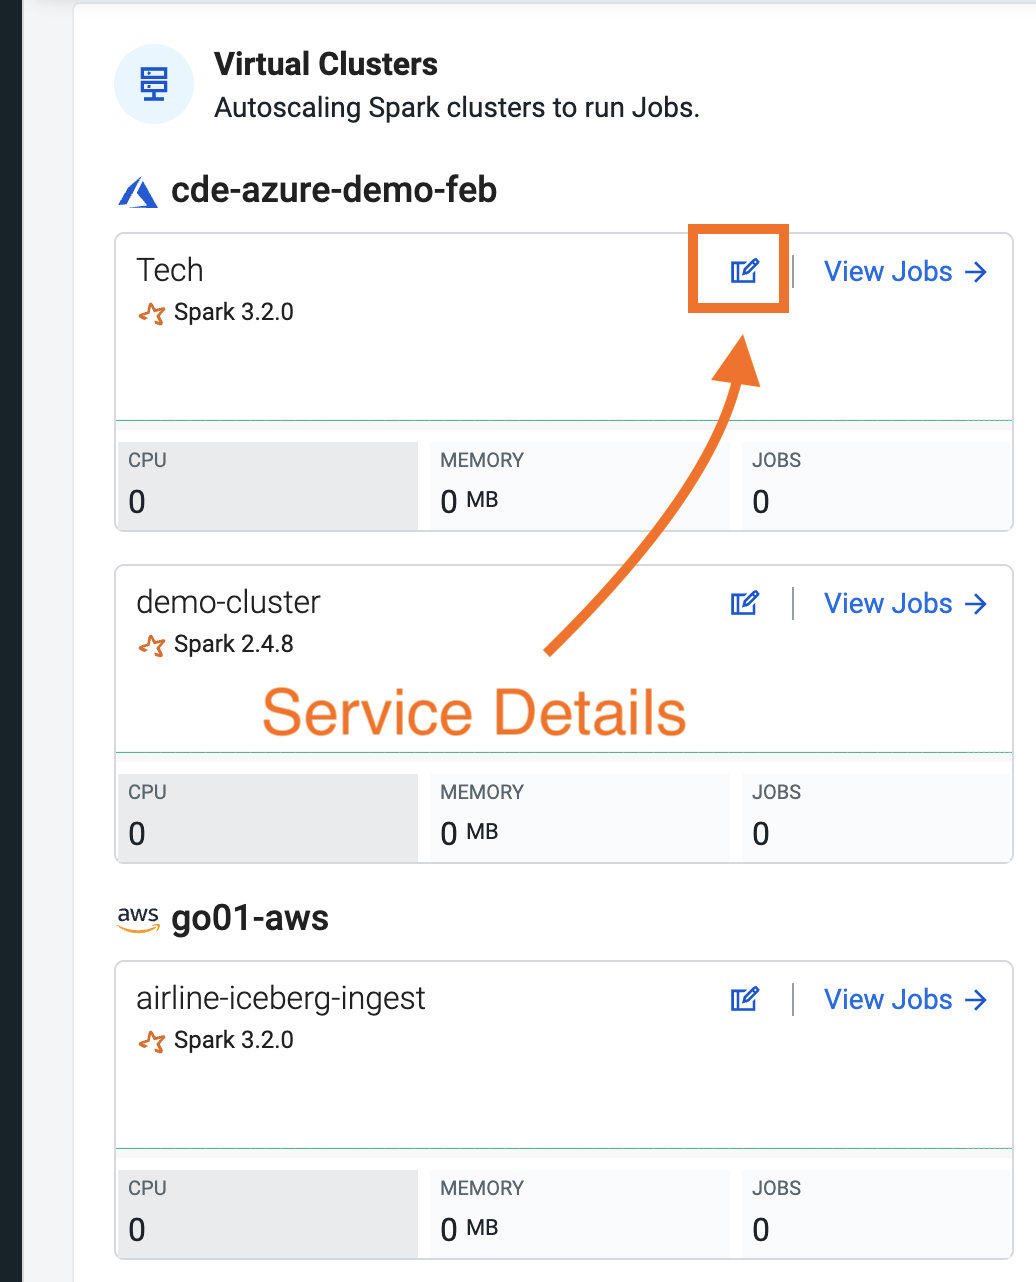 Virtual Clusters
Autoscaling Spark clusters to run Jobs.
cde-azure-demo-feb
Tech
View Jobs →
Spark 3.2.0
CPU
MEMORY
JOBS
0
0 MB
0
demo-cluster
View Jobs →
Spark 2.4.8
Service Details
CPU
MEMORY
JOBS
0
0 MB
0
aws go01-aws
airline-iceberg-ingest
View Jobs →
Spark 3.2.0
CPU
MEMORY
JOBS
0
0 MB
0